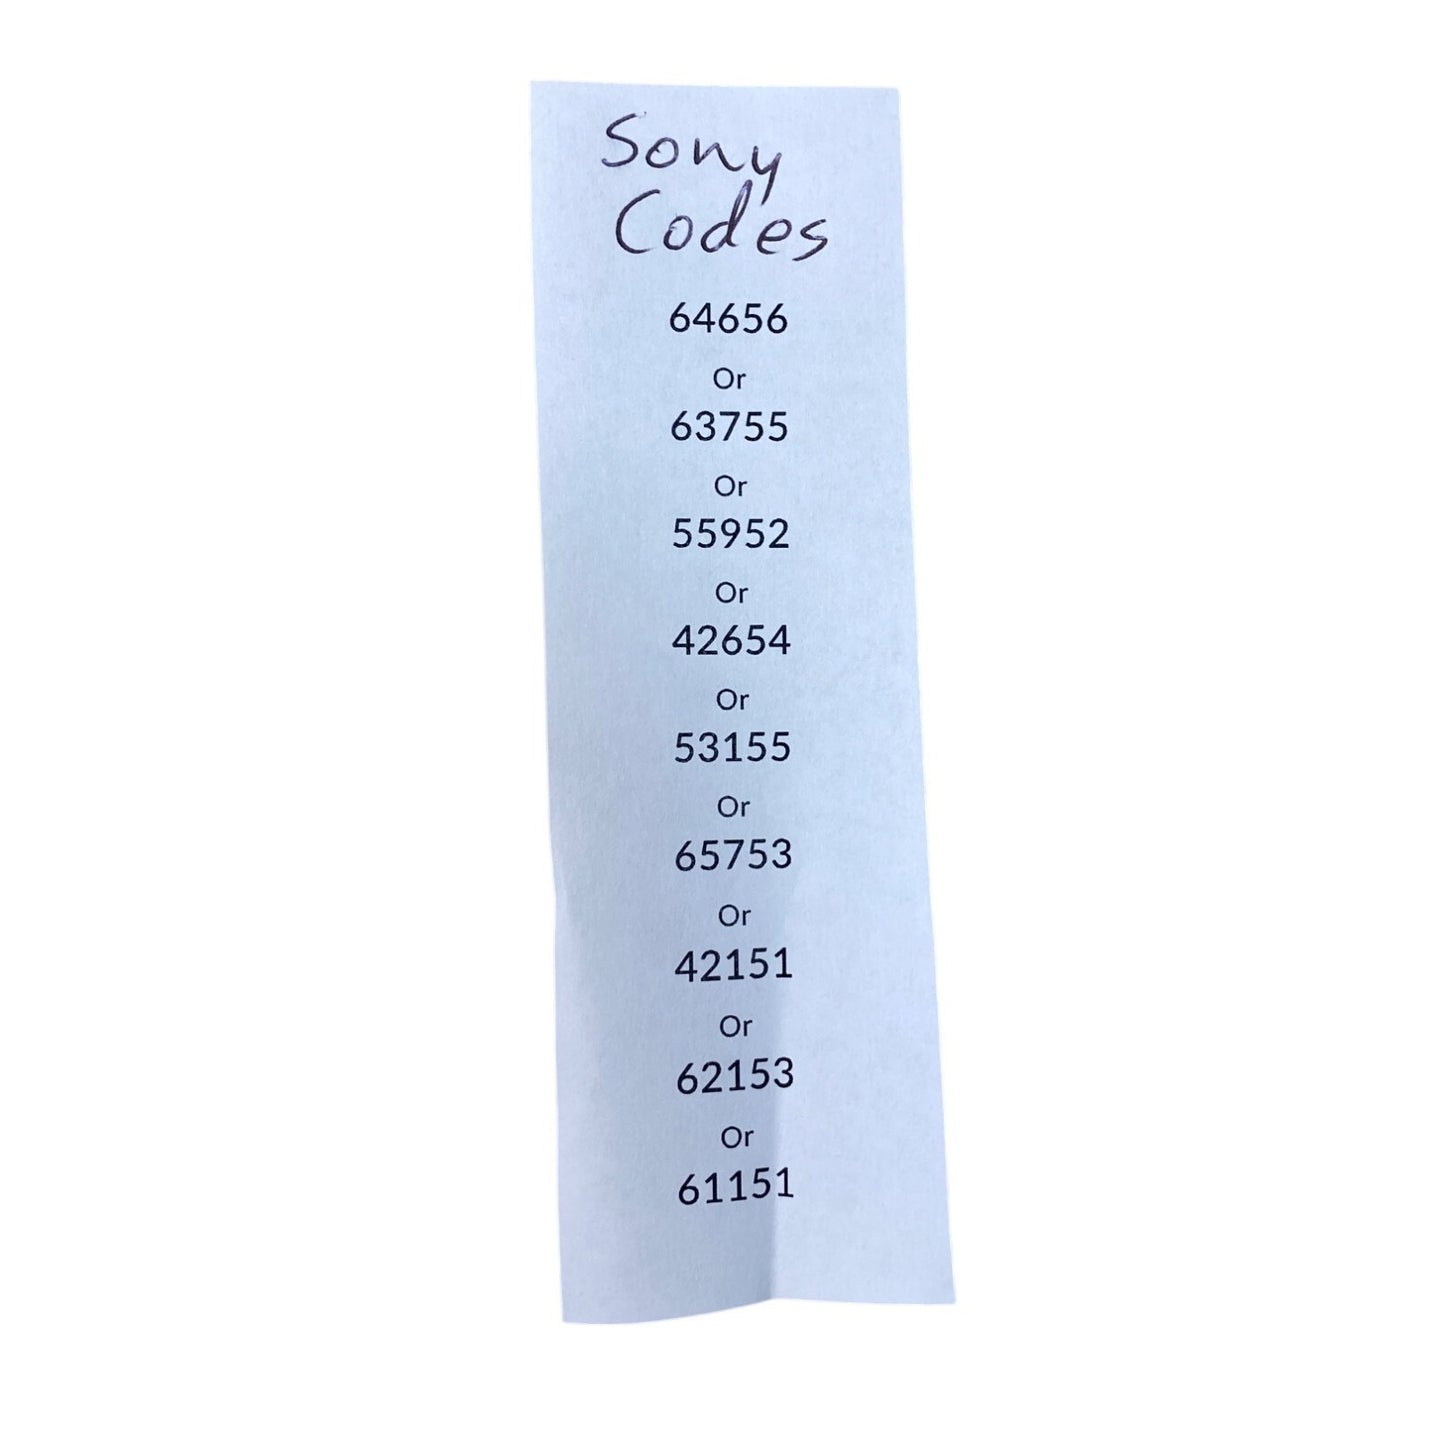 Sony
Codes
64656
Or
63755
Or
55952
Or
42654
Or
53155
Or
65753
Or
42151
Or
62153
Or
61151